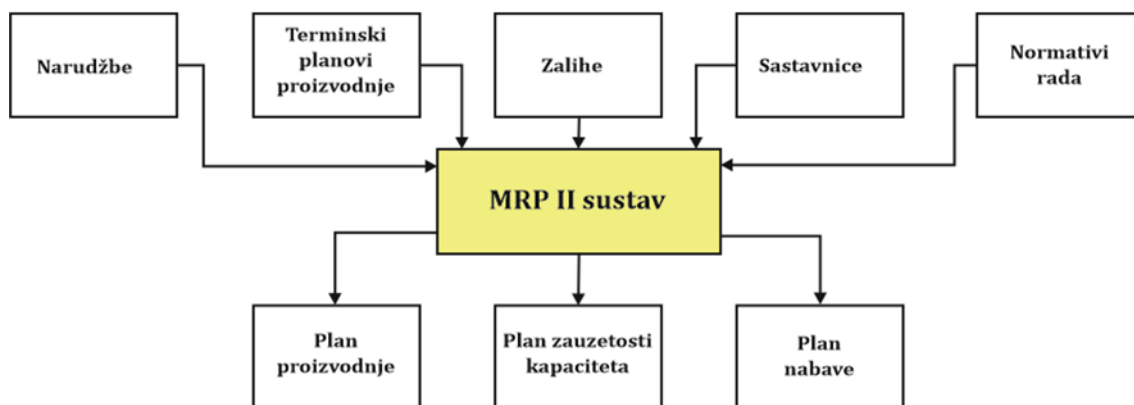 Narudžbe
Terminski
planovi
proizvodnje
Zalihe
Sastavnice
Normativi
rada
MRP II sustav
Plan
proizvodnje
Plan zauzetosti
kapaciteta
Plan
nabave